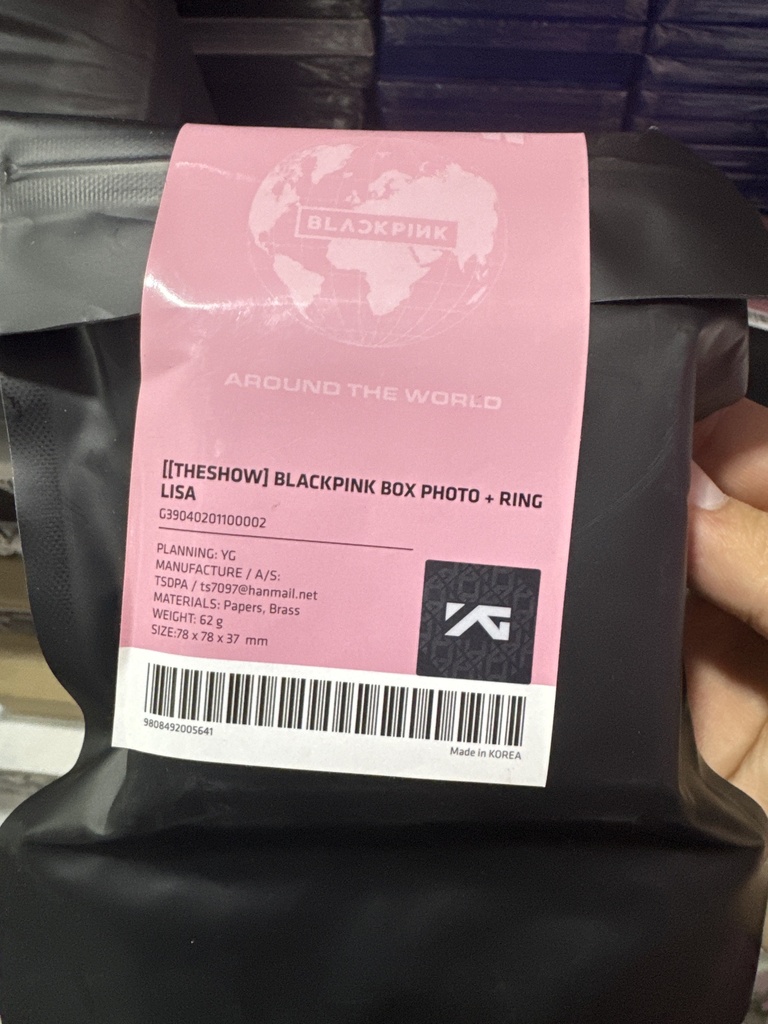 BLACKPINK
AROUND THE WORLD
[[THESHOW] BLACKPINK BOX PHOTO + RING
LISA
G39040201100002
PLANNING: YG
MANUFACTURE / A/S:
TSDPA / ts7097@hanmail.net
MATERIALS: Papers, Brass
WEIGHT: 62 g
SIZE:78 x 78 x 37 mm
YG
9808492005641
Made in KOREA